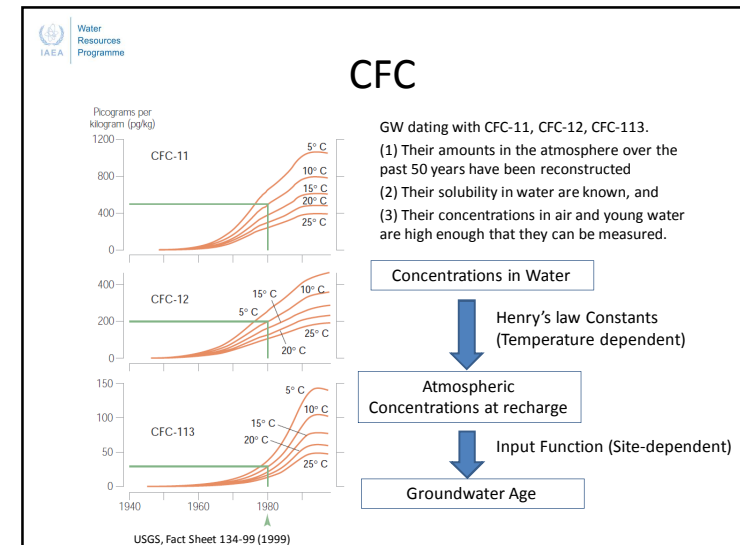 Water
Resources
Programme
IAEA
CFC
Picograms per
kilogram (pg/kg)
1200
800
400
0
CFC-11
5° C
10° C
15° C
20° C
25° C
400
200
0
CFC-12
15° C
10° C
5° C
25° C
20° C
150
100
50
0
CFC-113
5° C
10° C
15° C
20° C
25° C
1940
1960
1980
USGS, Fact Sheet 134-99 (1999)
GW dating with CFC-11, CFC-12, CFC-113.
(1) Their amounts in the atmosphere over the
past 50 years have been reconstructed
(2) Their solubility in water are known, and
(3) Their concentrations in air and young water
are high enough that they can be measured.
Concentrations in Water
Henry's law Constants
(Temperature dependent)
Atmospheric
Concentrations at recharge
Input Function (Site-dependent)
Groundwater Age